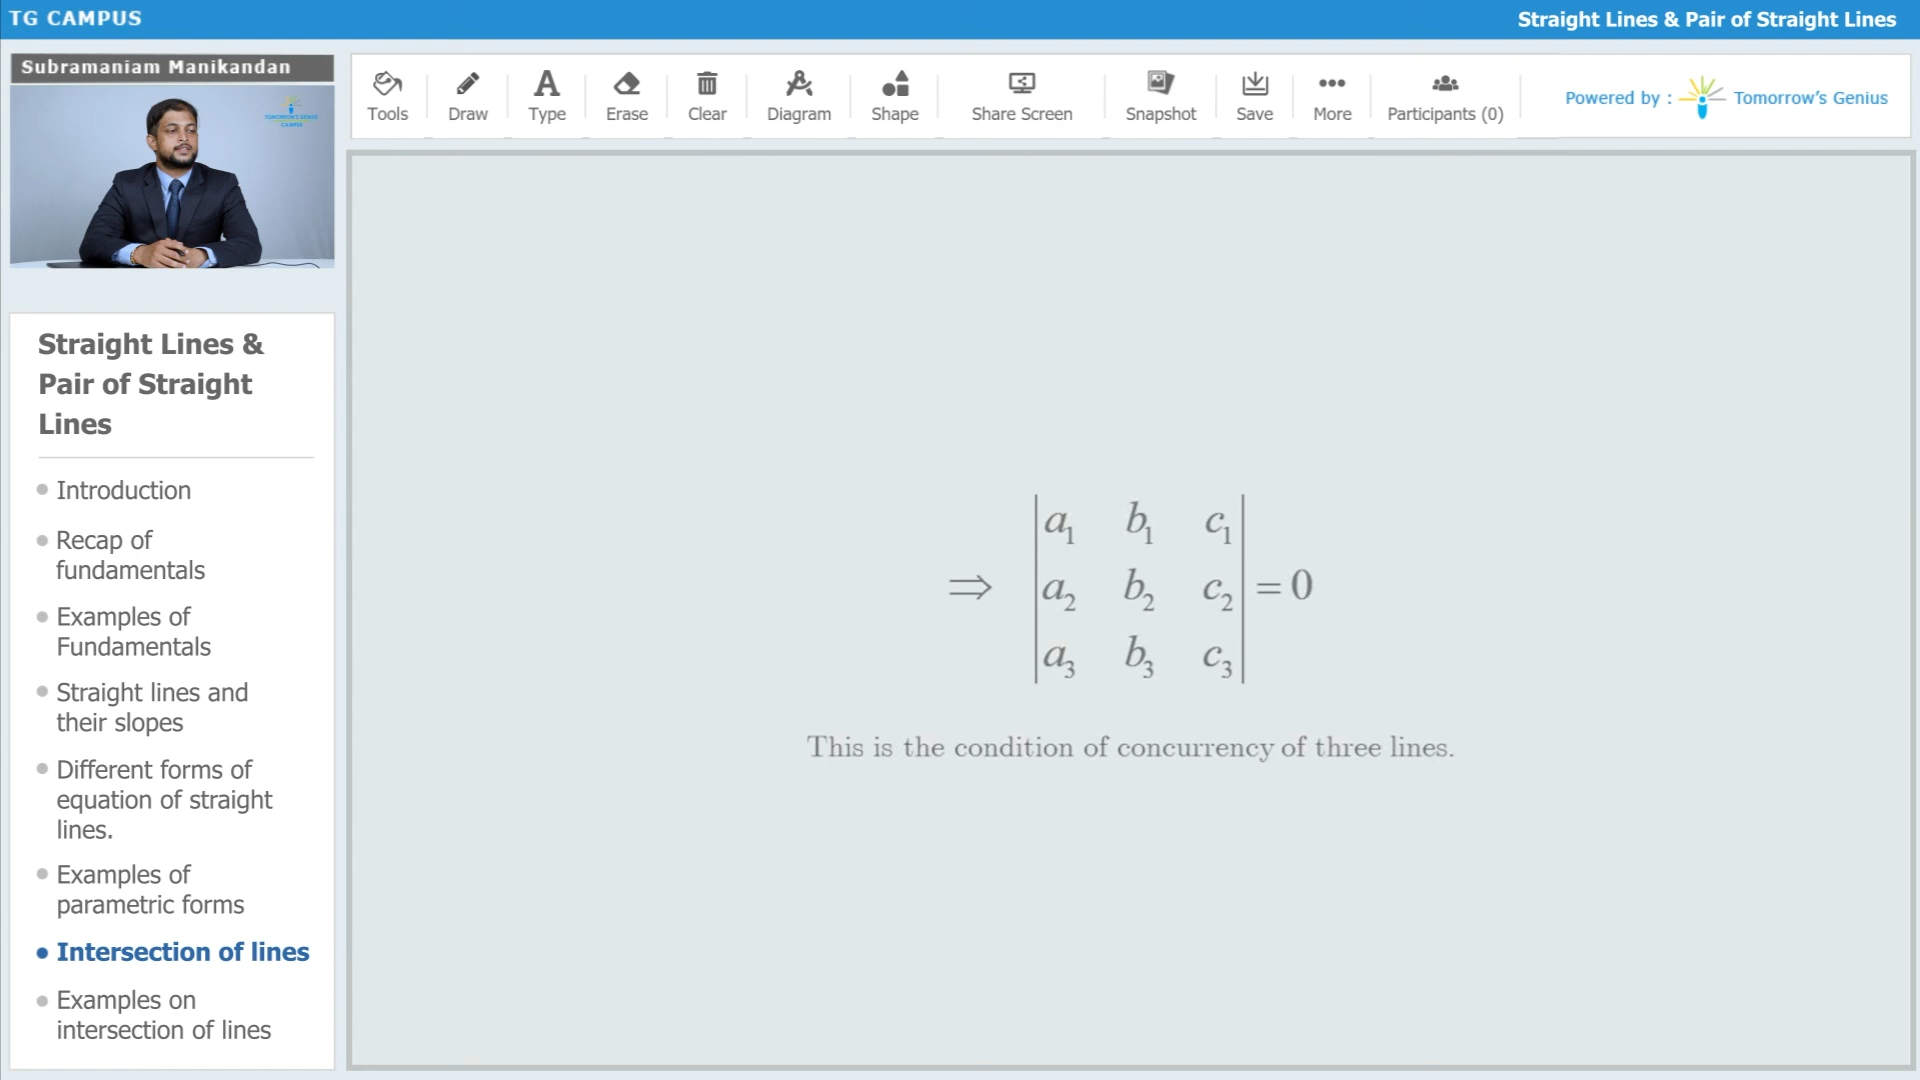 TG CAMPUS
Straight Lines & Pair of Straight Lines
Subramaniam Manikandan
TOMORROW'S GENIUS
CAMPUS
Tools
Draw
Type
Erase
Clear
Diagram
Shape
Share Screen
Snapshot
Save
More
Participants (0)
Powered by :
Tomorrow's Genius
Straight Lines &
Pair of Straight
Lines
Introduction
Recap of
fundamentals
Examples of
Fundamentals
Straight lines and
their slopes
Different forms of
equation of straight
lines.
Examples of
parametric forms
Intersection of lines
Examples on
intersection of lines
a₁ b₁ c₁
⇒ a₂ b₂ c₂ = 0
a₃ b₃ c₃
This is the condition of concurrency of three lines.